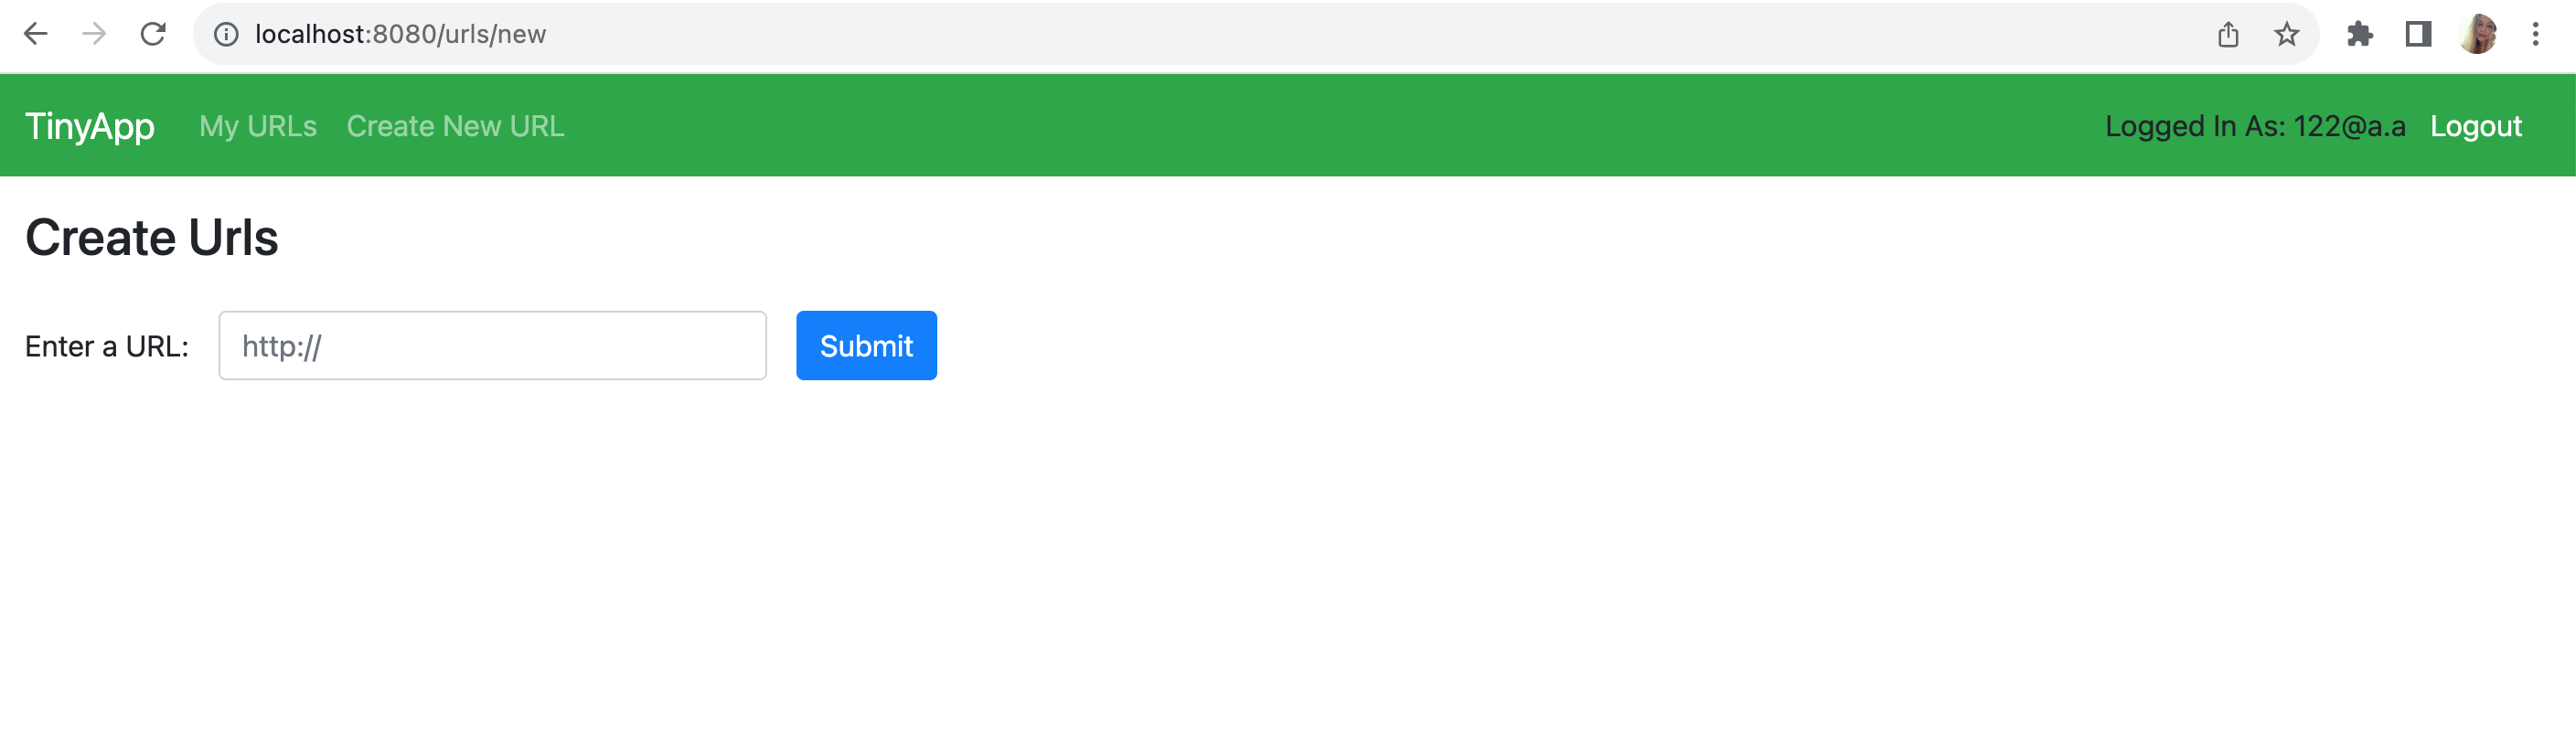 localhost:8080/urls/new
TinyApp My URLs Create New URL Logged In As: 122@a.a Logout
Create Urls
Enter a URL: http:// Submit